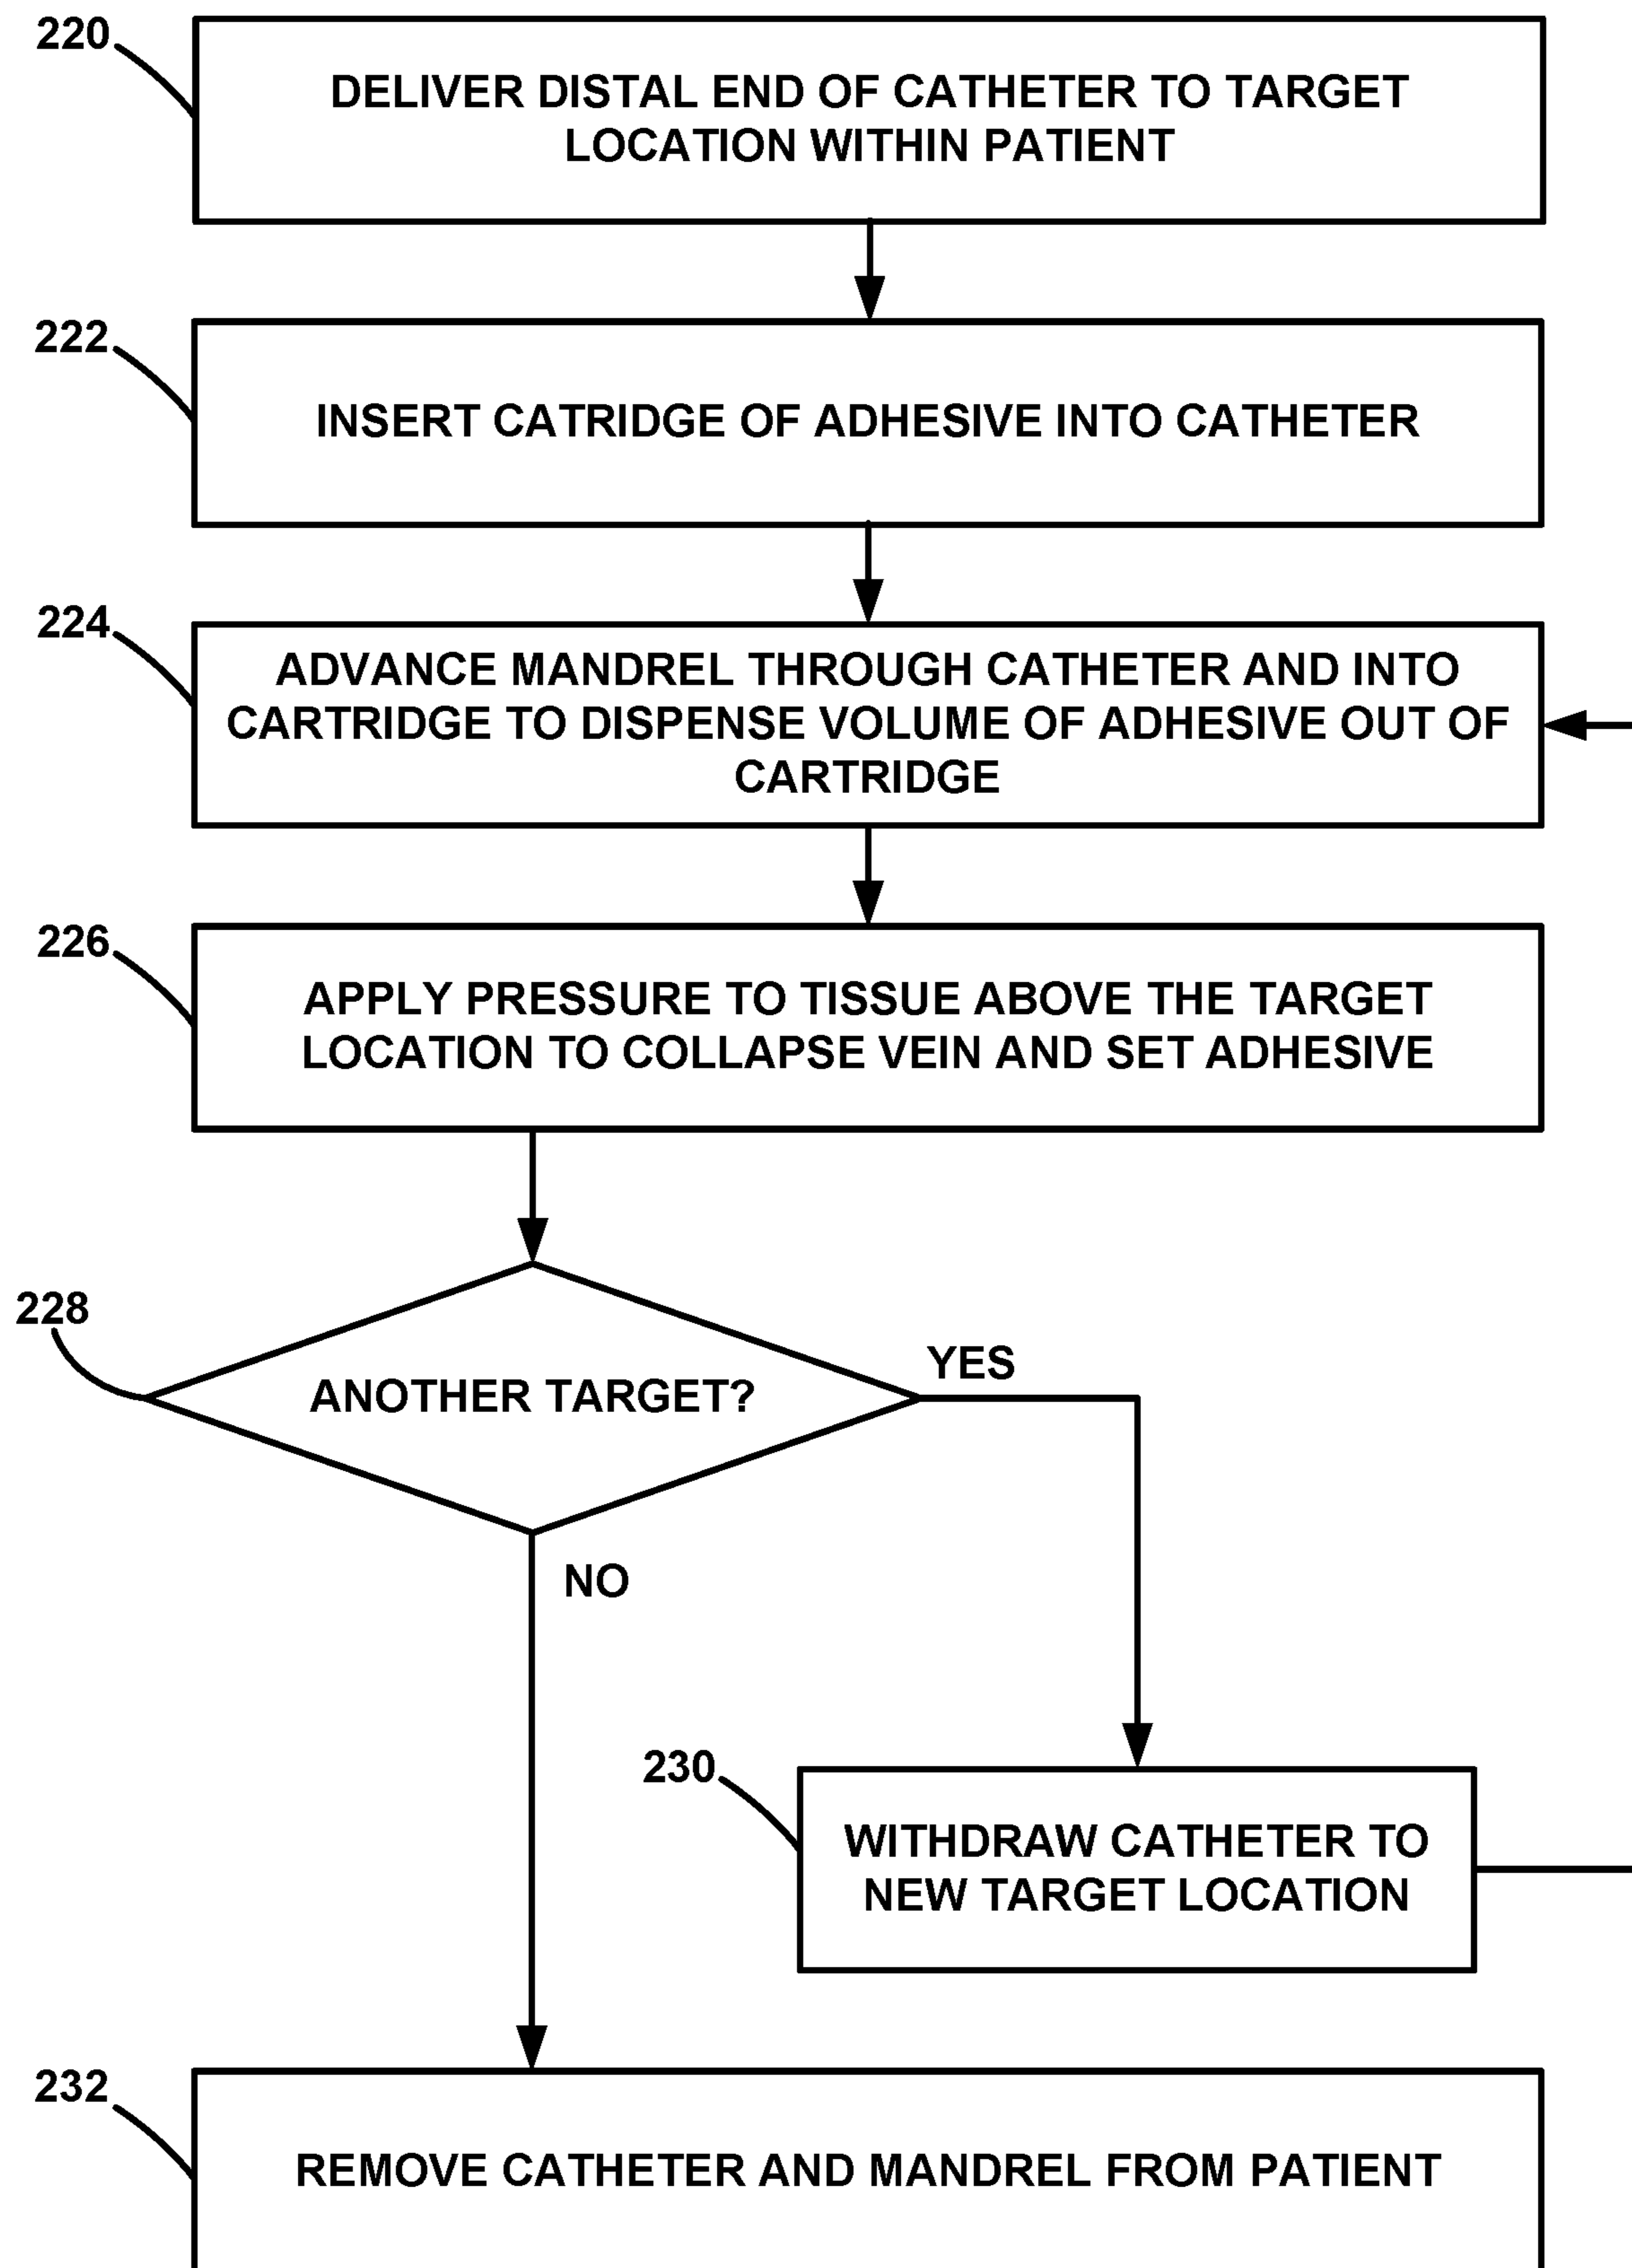 220
DELIVER DISTAL END OF CATHETER TO TARGET
LOCATION WITHIN PATIENT
222
INSERT CATRIDGE OF ADHESIVE INTO CATHETER
224
ADVANCE MANDREL THROUGH CATHETER AND INTO
CARTRIDGE TO DISPENSE VOLUME OF ADHESIVE OUT OF
CARTRIDGE
226
APPLY PRESSURE TO TISSUE ABOVE THE TARGET
LOCATION TO COLLAPSE VEIN AND SET ADHESIVE
228
ANOTHER TARGET?
YES
NO
230
WITHDRAW CATHETER TO
NEW TARGET LOCATION
232
REMOVE CATHETER AND MANDREL FROM PATIENT